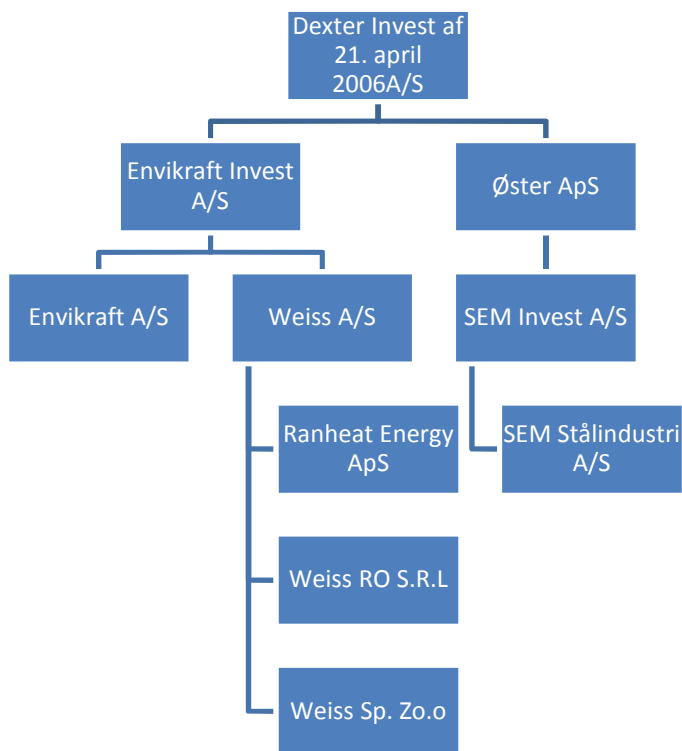 Dexter Invest af
21. april
2006A/S
Envikraft Invest
A/S
Øster ApS
Envikraft A/S
Weiss A/S
SEM Invest A/S
Ranheat Energy
ApS
SEM Stålindustri
A/S
Weiss RO S.R.L
Weiss Sp. Zo.o